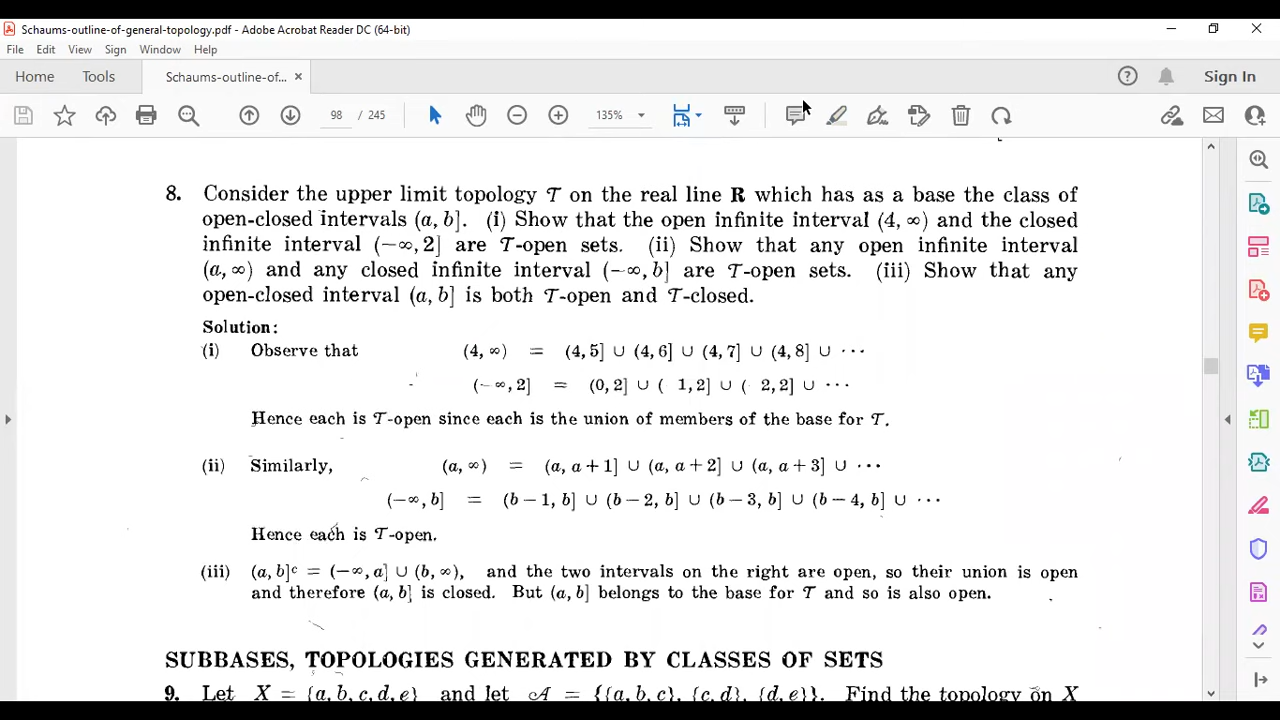 Schaums-outline-of-general-topology.pdf - Adobe Acrobat Reader DC (64-bit)
File Edit View Sign Window Help
Home Tools Schaums-outline-of... × Sign In
98 / 245 135%
8. Consider the upper limit topology 𝒯 on the real line R which has as a base the class of
open-closed intervals (a, b]. (i) Show that the open infinite interval (4, ∞) and the closed
infinite interval (−∞, 2] are 𝒯-open sets. (ii) Show that any open infinite interval
(a, ∞) and any closed infinite interval (−∞, b] are 𝒯-open sets. (iii) Show that any
open-closed interval (a, b] is both 𝒯-open and 𝒯-closed.
Solution:
(i) Observe that (4, ∞) = (4, 5] ∪ (4, 6] ∪ (4, 7] ∪ (4, 8] ∪ ···
(−∞, 2] = (0, 2] ∪ ( 1, 2] ∪ ( 2, 2] ∪ ···
Hence each is 𝒯-open since each is the union of members of the base for 𝒯.
(ii) Similarly, (a, ∞) = (a, a+1] ∪ (a, a+2] ∪ (a, a+3] ∪ ···
(−∞, b] = (b−1, b] ∪ (b−2, b] ∪ (b−3, b] ∪ (b−4, b] ∪ ···
Hence each is 𝒯-open.
(iii) (a, b]ᶜ = (−∞, a] ∪ (b, ∞), and the two intervals on the right are open, so their union is open
and therefore (a, b] is closed. But (a, b] belongs to the base for 𝒯 and so is also open.
SUBBASES, TOPOLOGIES GENERATED BY CLASSES OF SETS
9. Let X = {a, b, c, d, e} and let 𝒜 = {{a, b, c}, {c, d}, {d, e}}. Find the topology on X